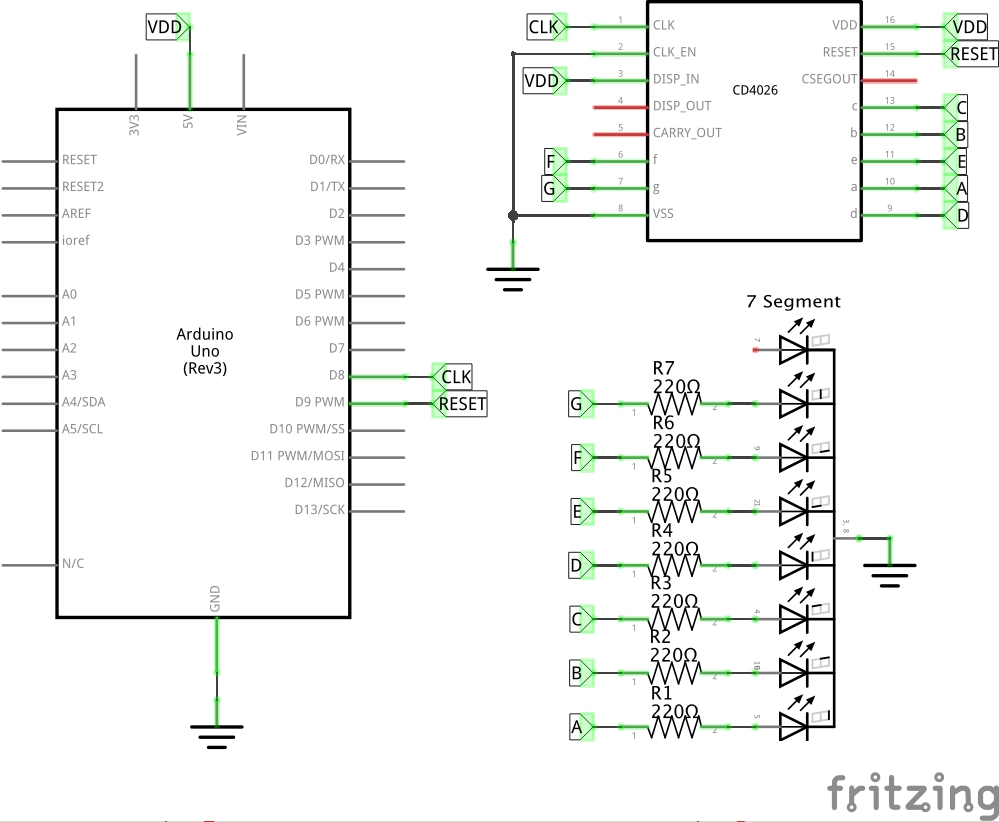 VDD
3V3
5V
VIN
RESET
RESET2
AREF
ioref
A0
A1
A2
A3
A4/SDA
A5/SCL
N/C
Arduino
Uno
(Rev3)
D0/RX
D1/TX
D2
D3 PWM
D4
D5 PWM
D6 PWM
D7
D8
D9 PWM
D10 PWM/SS
D11 PWM/MOSI
D12/MISO
D13/SCK
GND
CLK
RESET
CLK 1 CLK
2 CLK_EN
VDD 3 DISP_IN
4 DISP_OUT
5 CARRY_OUT
F 6 f
G 7 g
8 VSS
CD4026
VDD 16 VDD
RESET 15 RESET
CSEGOUT 14
c 13 C
b 12 B
e 11 E
a 10 A
d 9 D
7 Segment
7
R7
220Ω
G 1 2
R6
220Ω
F 1 2 9
R5
220Ω
E 1 2
R4
220Ω
D 1 2
R3
220Ω
C 1 2 4
R2
220Ω
B 1 2 10
R1
220Ω
A 1 2 5
3, 8
fritzing